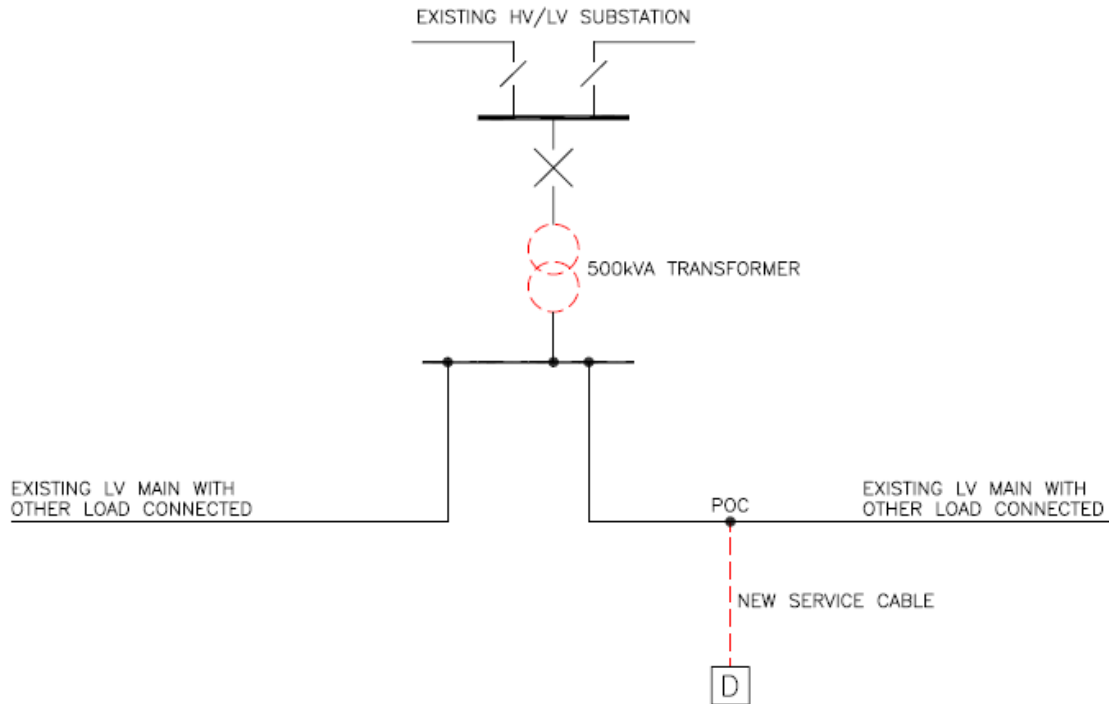 EXISTING HV/LV SUBSTATION
500kVA TRANSFORMER
EXISTING LV MAIN WITH
OTHER LOAD CONNECTED
POC
EXISTING LV MAIN WITH
OTHER LOAD CONNECTED
NEW SERVICE CABLE
D